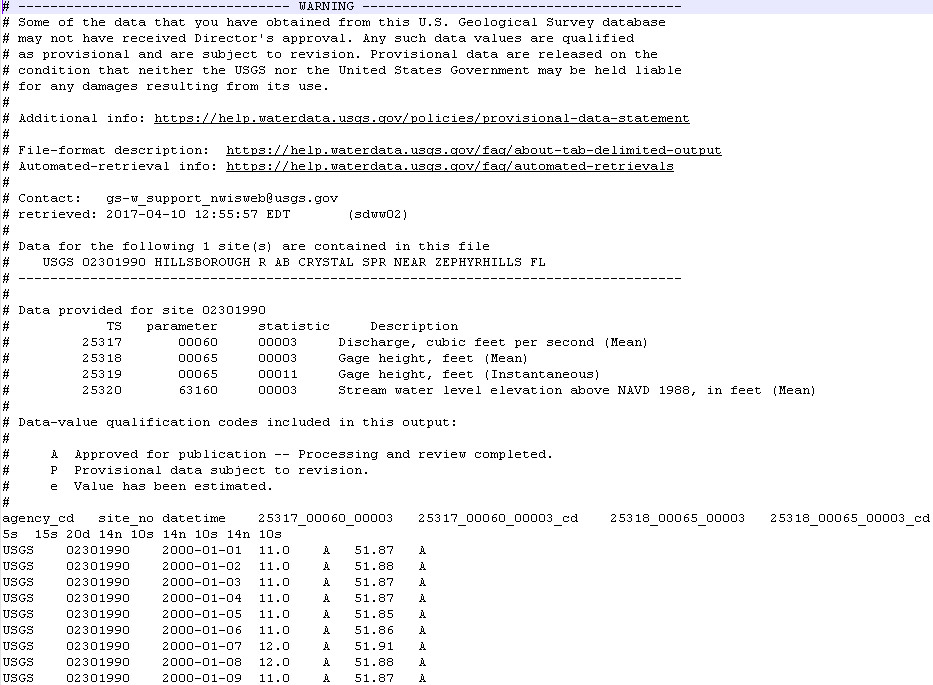 # ---------------------------------- WARNING ----------------------------------------
# Some of the data that you have obtained from this U.S. Geological Survey database
# may not have received Director's approval. Any such data values are qualified
# as provisional and are subject to revision. Provisional data are released on the
# condition that neither the USGS nor the United States Government may be held liable
# for any damages resulting from its use.
#
# Additional info: https://help.waterdata.usgs.gov/policies/provisional-data-statement
#
# File-format description:  https://help.waterdata.usgs.gov/faq/about-tab-delimited-output
# Automated-retrieval info: https://help.waterdata.usgs.gov/faq/automated-retrievals
#
# Contact:   gs-w_support_nwisweb@usgs.gov
# retrieved: 2017-04-10 12:55:57 EDT       (sdww02)
#
# Data for the following 1 site(s) are contained in this file
#    USGS 02301990 HILLSBOROUGH R AB CRYSTAL SPR NEAR ZEPHYRHILLS FL
# -----------------------------------------------------------------------------------
#
# Data provided for site 02301990
#            TS   parameter     statistic     Description
#         25317       00060     00003     Discharge, cubic feet per second (Mean)
#         25318       00065     00003     Gage height, feet (Mean)
#         25319       00065     00011     Gage height, feet (Instantaneous)
#         25320       63160     00003     Stream water level elevation above NAVD 1988, in feet (Mean)
#
# Data-value qualification codes included in this output:
#
#     A  Approved for publication -- Processing and review completed.
#     P  Provisional data subject to revision.
#     e  Value has been estimated.
#
agency_cd   site_no datetime    25317_00060_00003   25317_00060_00003_cd    25318_00065_00003   25318_00065_00003_cd
5s  15s 20d 14n 10s 14n 10s 14n 10s
USGS    02301990    2000-01-01  11.0    A   51.87   A
USGS    02301990    2000-01-02  11.0    A   51.88   A
USGS    02301990    2000-01-03  11.0    A   51.87   A
USGS    02301990    2000-01-04  11.0    A   51.87   A
USGS    02301990    2000-01-05  11.0    A   51.85   A
USGS    02301990    2000-01-06  11.0    A   51.86   A
USGS    02301990    2000-01-07  12.0    A   51.91   A
USGS    02301990    2000-01-08  12.0    A   51.88   A
USGS    02301990    2000-01-09  11.0    A   51.87   A